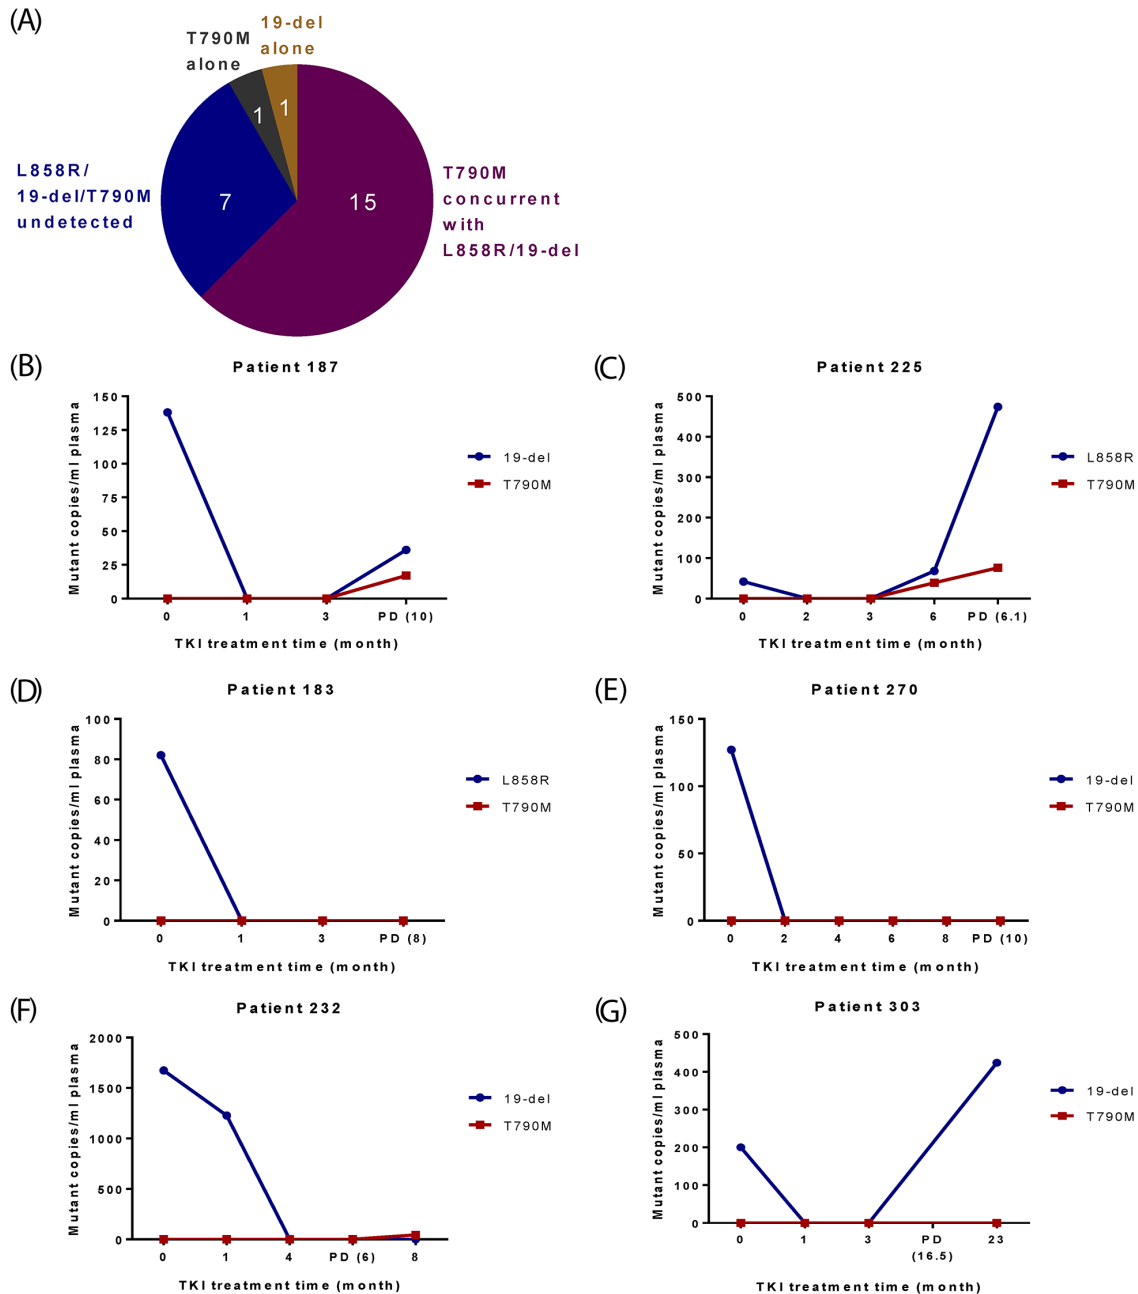 (A)
T790M
alone
19-del
alone
1
1
L858R/
19-del/T790M
undetected
7
15
T790M
concurrent
with
L858R/19-del
(B)
Patient 187
Mutant copies/ml plasma
150
125
100
75
50
25
0
0 1 3 PD (10)
TKI treatment time (month)
19-del
T790M
(C)
Patient 225
Mutant copies/ml plasma
500
400
300
200
100
0
0 2 3 6 PD (6.1)
TKI treatment time (month)
L858R
T790M
(D)
Patient 183
Mutant copies/ml plasma
100
80
60
40
20
0
0 1 3 PD (8)
TKI treatment time (month)
L858R
T790M
(E)
Patient 270
Mutant copies/ml plasma
150
100
50
0
0 2 4 6 8 PD (10)
TKI treatment time (month)
19-del
T790M
(F)
Patient 232
Mutant copies/ml plasma
2000
1500
1000
500
0
0 1 4 PD (6) 8
TKI treatment time (month)
19-del
T790M
(G)
Patient 303
Mutant copies/ml plasma
500
400
300
200
100
0
0 1 3 PD 23
(16.5)
TKI treatment time (month)
19-del
T790M